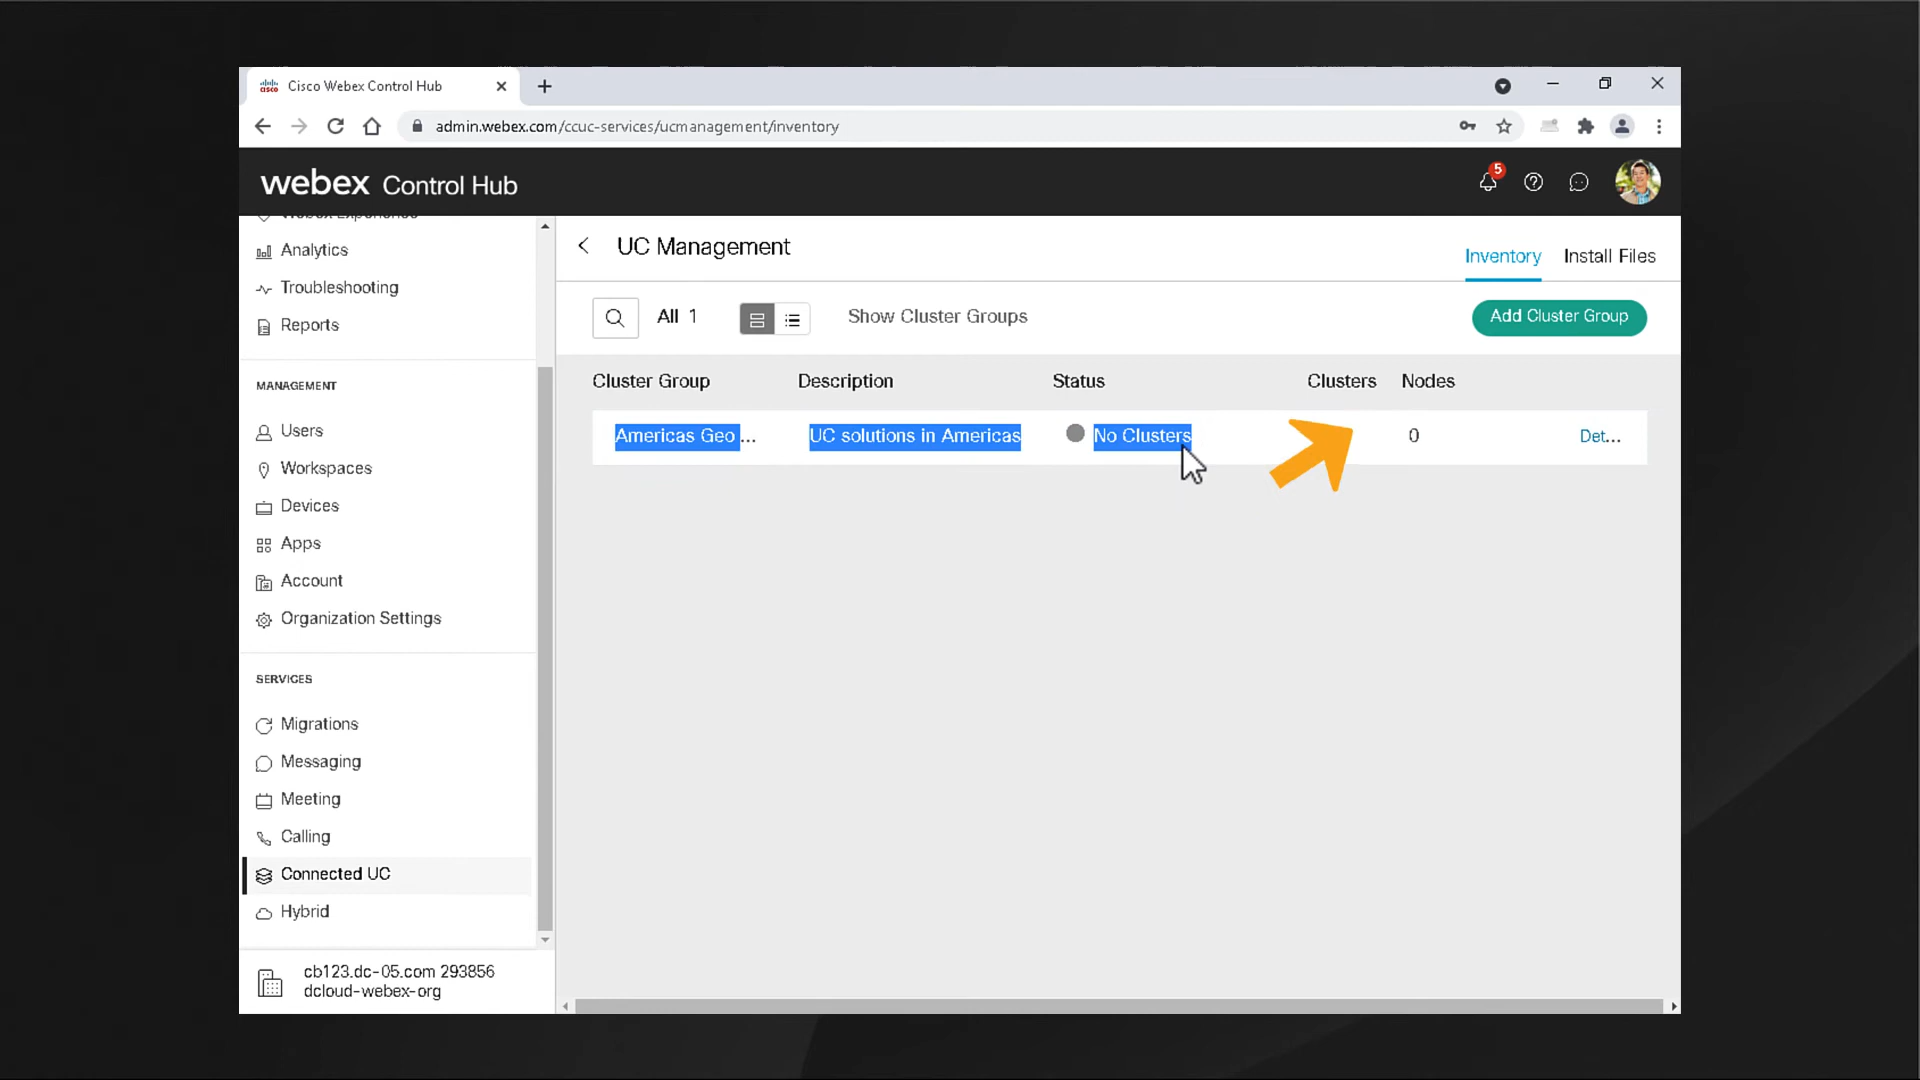 Cisco Webex Control Hub
admin.webex.com/ccuc-services/ucmanagement/inventory
webex Control Hub
5
Webex Experience
Analytics
Troubleshooting
Reports
MANAGEMENT
Users
Workspaces
Devices
Apps
Account
Organization Settings
SERVICES
Migrations
Messaging
Meeting
Calling
Connected UC
Hybrid
cb123.dc-05.com 293856
dcloud-webex-org
UC Management
Inventory Install Files
All 1 Show Cluster Groups Add Cluster Group
Cluster Group Description Status Clusters Nodes
Americas Geo ... UC solutions in Americas No Clusters 0 Det...